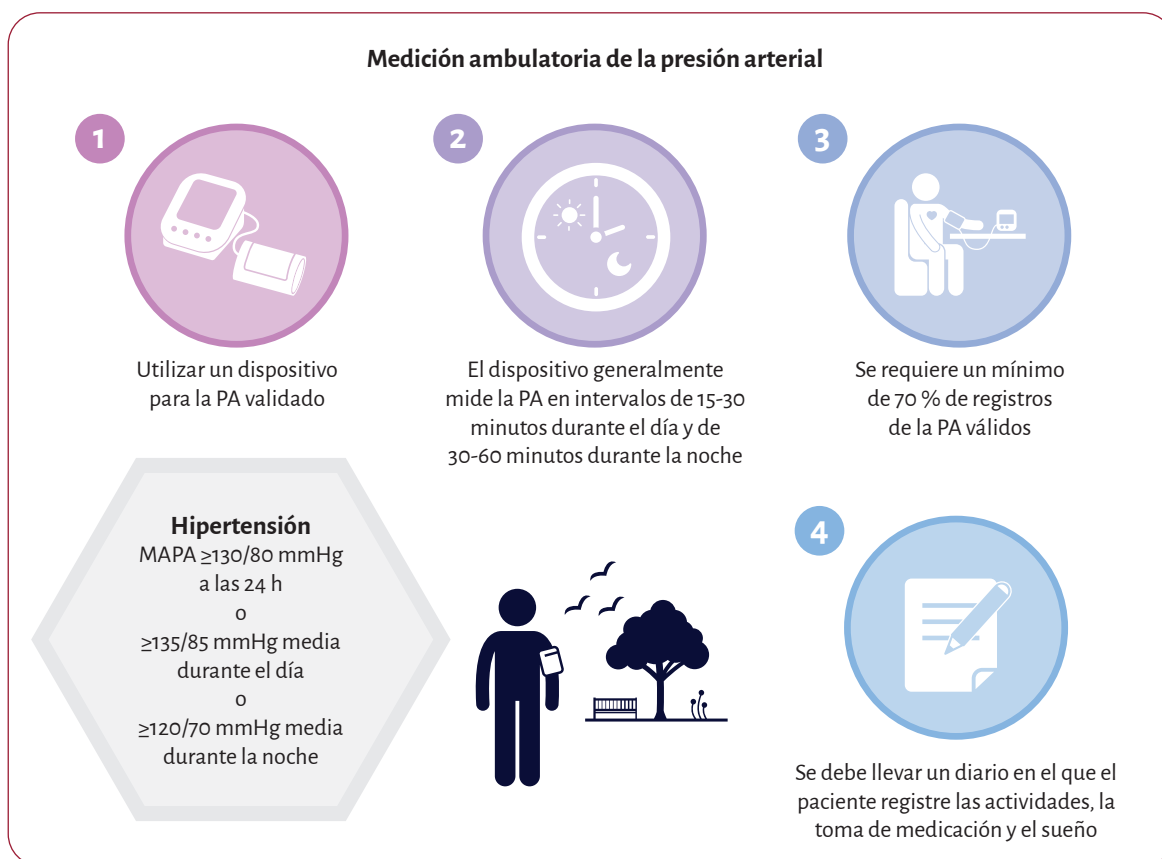 Medición ambulatoria de la presión arterial
1
Utilizar un dispositivo
para la PA validado
2
El dispositivo generalmente
mide la PA en intervalos de 15-30
minutos durante el día y de
30-60 minutos durante la noche
3
Se requiere un mínimo
de 70 % de registros
de la PA válidos
Hipertensión
MAPA ≥130/80 mmHg
a las 24 h
o
≥135/85 mmHg media
durante el día
o
≥120/70 mmHg media
durante la noche
4
Se debe llevar un diario en el que el
paciente registre las actividades, la
toma de medicación y el sueño